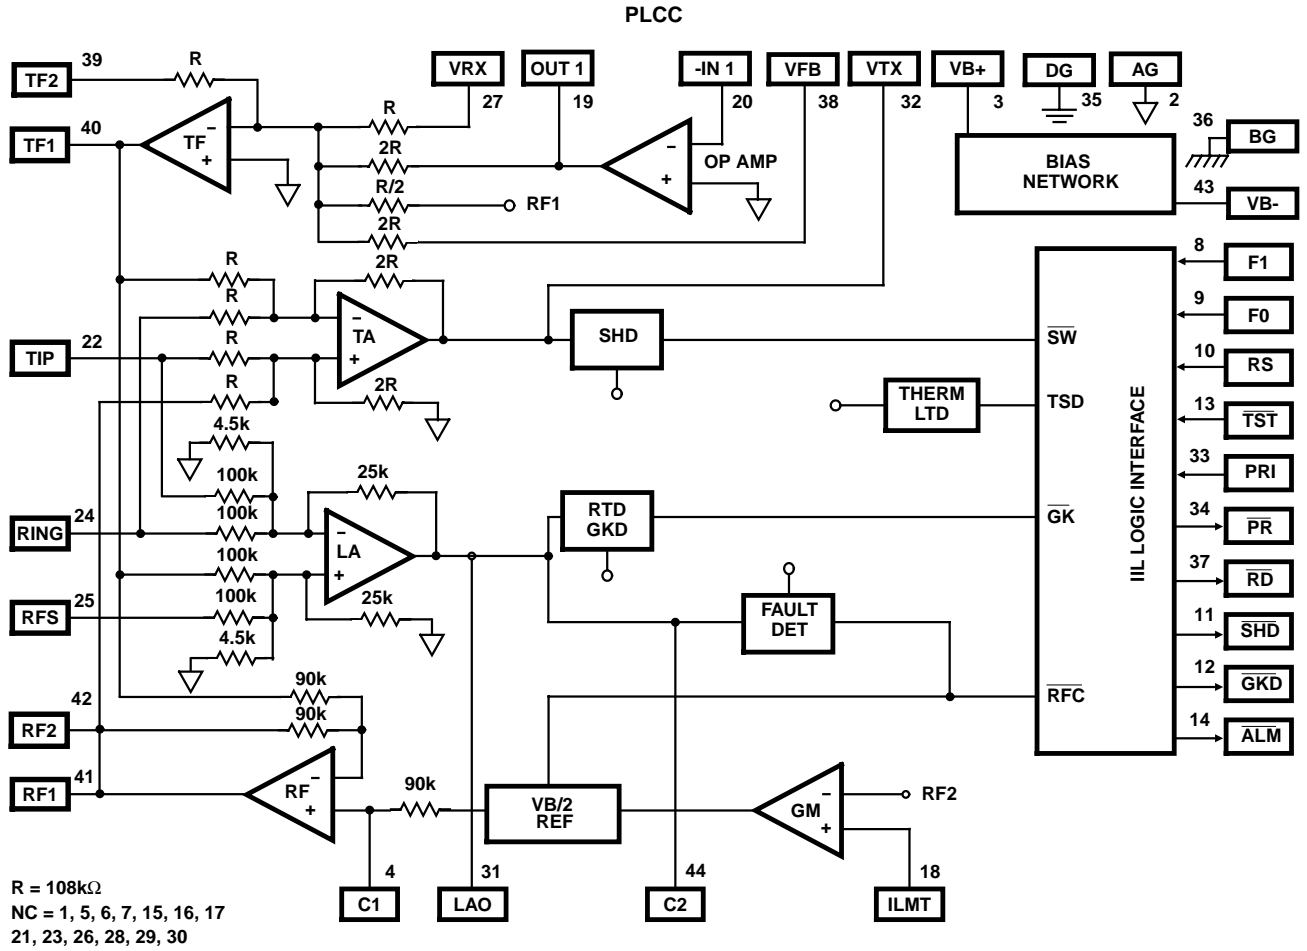 PLCC
39
R
TF2
VRX
OUT 1
-IN 1
VFB
VTX
VB+
DG
AG
27
19
20
38
32
3
35
2
40
TF1
TF
−
+
R
2R
R/2
RF1
2R
−
+
OP AMP
BIAS
NETWORK
36
BG
43
VB-
R
R
R
R
2R
−
+
TA
2R
22
TIP
SHD
SW
THERM
LTD
TSD
IIL LOGIC INTERFACE
GK
RFC
8
F1
9
F0
10
RS
13
TST
33
PRI
34
PR
37
RD
11
SHD
12
GKD
14
ALM
4.5k
100k
100k
24
RING
25k
−
+
LA
25k
100k
100k
4.5k
25
RFS
RTD
GKD
FAULT
DET
90k
90k
42
RF2
41
RF1
RF
−
+
90k
VB/2
REF
GM
−
+
RF2
4
C1
31
LAO
44
C2
18
ILMT
R = 108kΩ
NC = 1, 5, 6, 7, 15, 16, 17
21, 23, 26, 28, 29, 30